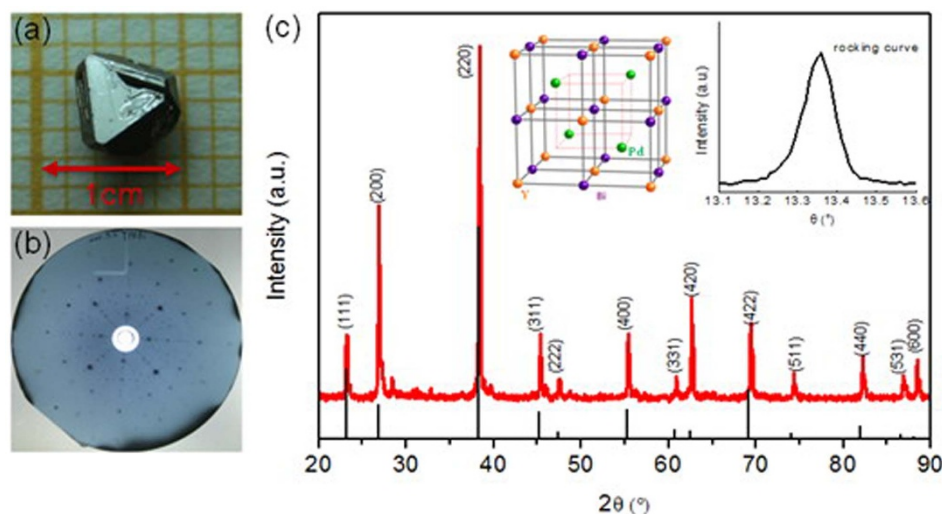 (a)
1cm
(b)
(c)
Intensity (a.u.)
(111)
(200)
(220)
(311)
(222)
(400)
(331)
(420)
(422)
(511)
(440)
(531)
(600)
20 30 40 50 60 70 80 90
2θ (°)
Y
Bi
Pd
rocking curve
Intensity (a.u.)
13.1 13.2 13.3 13.4 13.5 13.6
θ (°)